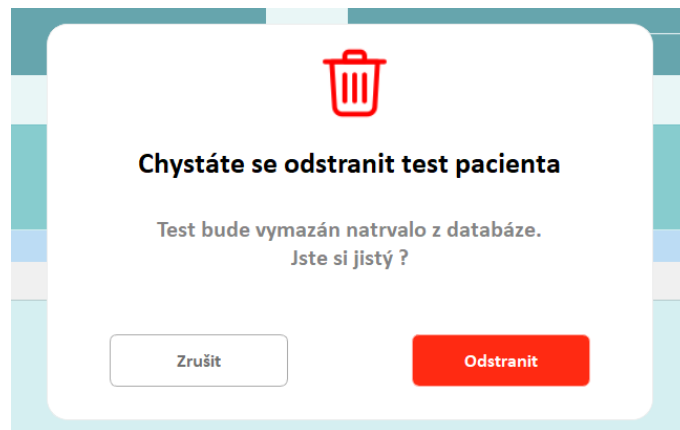 Chystáte se odstranit test pacienta
Test bude vymazán natrvalo z databáze.
Jste si jistý ?
Zrušit
Odstranit